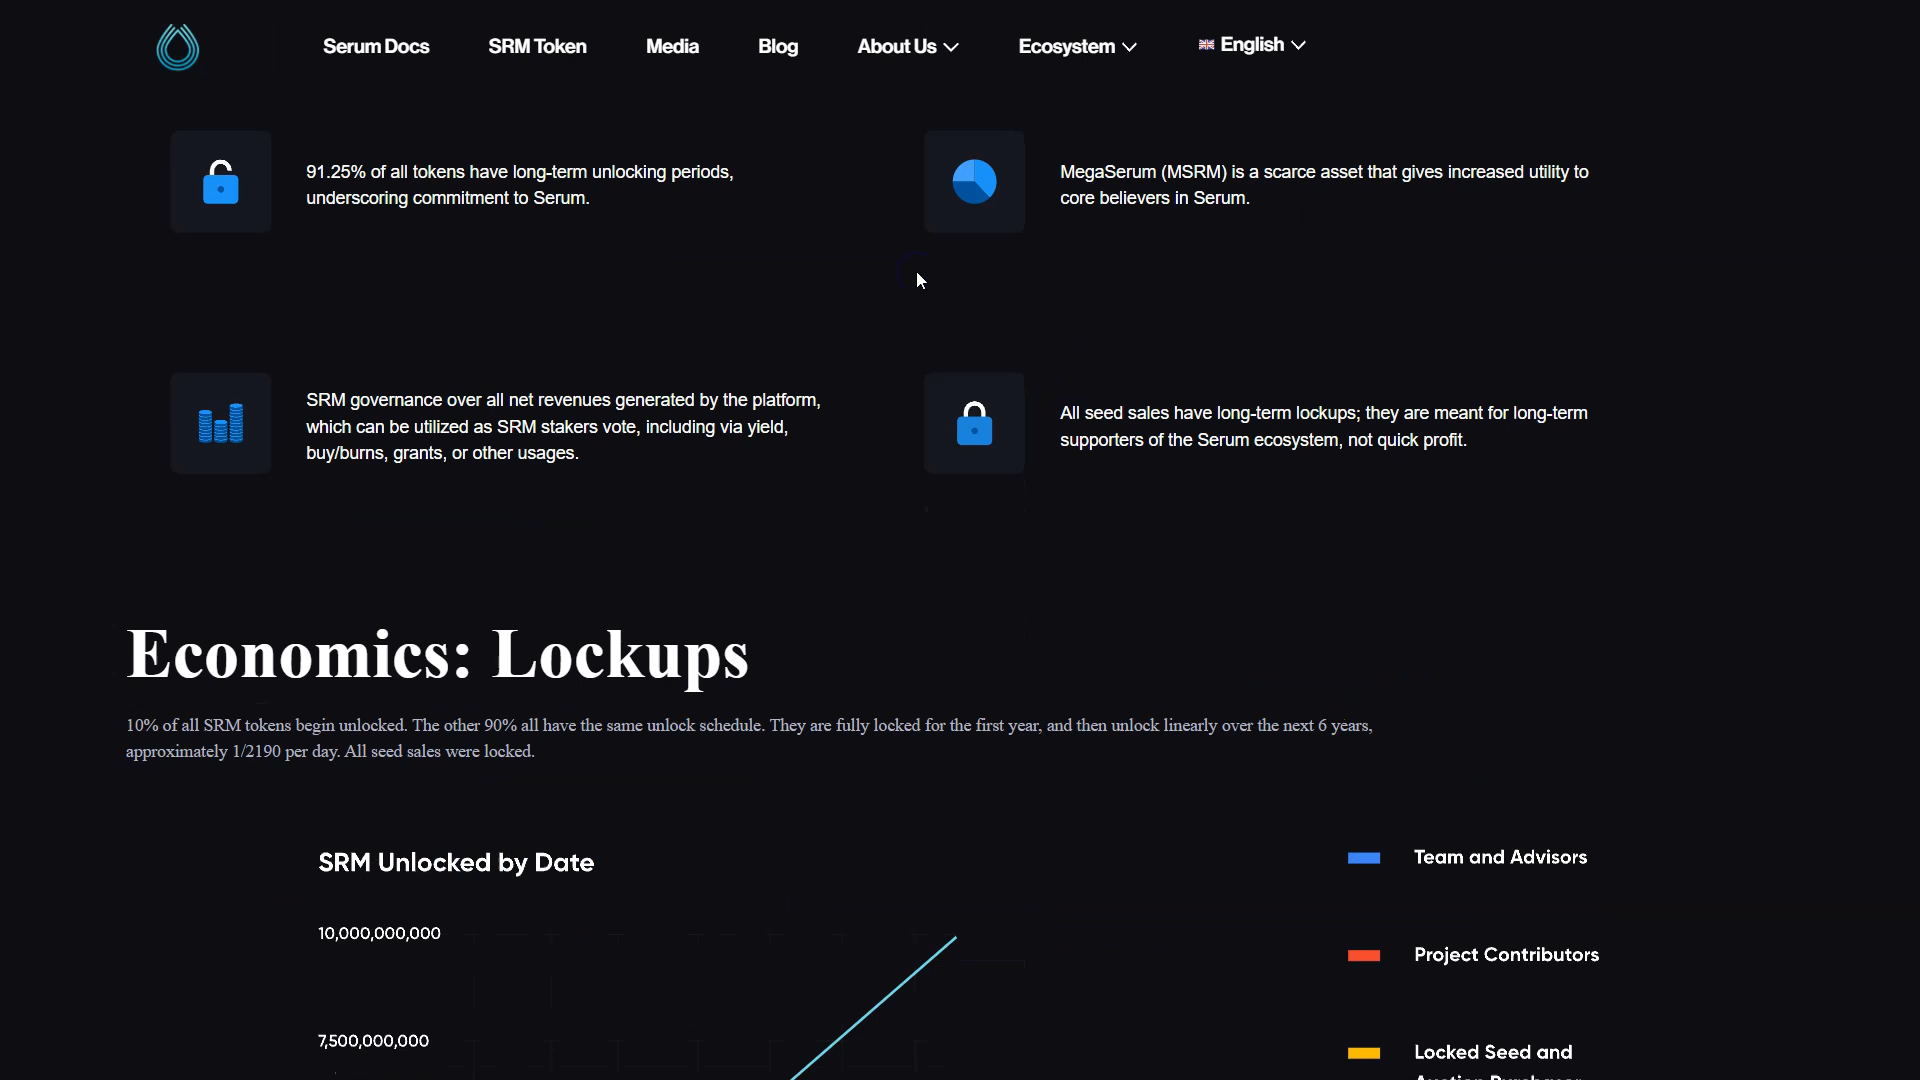 Serum Docs
SRM Token
Media
Blog
About Us
Ecosystem
English
91.25% of all tokens have long-term unlocking periods,
underscoring commitment to Serum.
MegaSerum (MSRM) is a scarce asset that gives increased utility to
core believers in Serum.
SRM governance over all net revenues generated by the platform,
which can be utilized as SRM stakers vote, including via yield,
buy/burns, grants, or other usages.
All seed sales have long-term lockups; they are meant for long-term
supporters of the Serum ecosystem, not quick profit.
Economics: Lockups
10% of all SRM tokens begin unlocked. The other 90% all have the same unlock schedule. They are fully locked for the first year, and then unlock linearly over the next 6 years,
approximately 1/2190 per day. All seed sales were locked.
SRM Unlocked by Date
10,000,000,000
7,500,000,000
Team and Advisors
Project Contributors
Locked Seed and